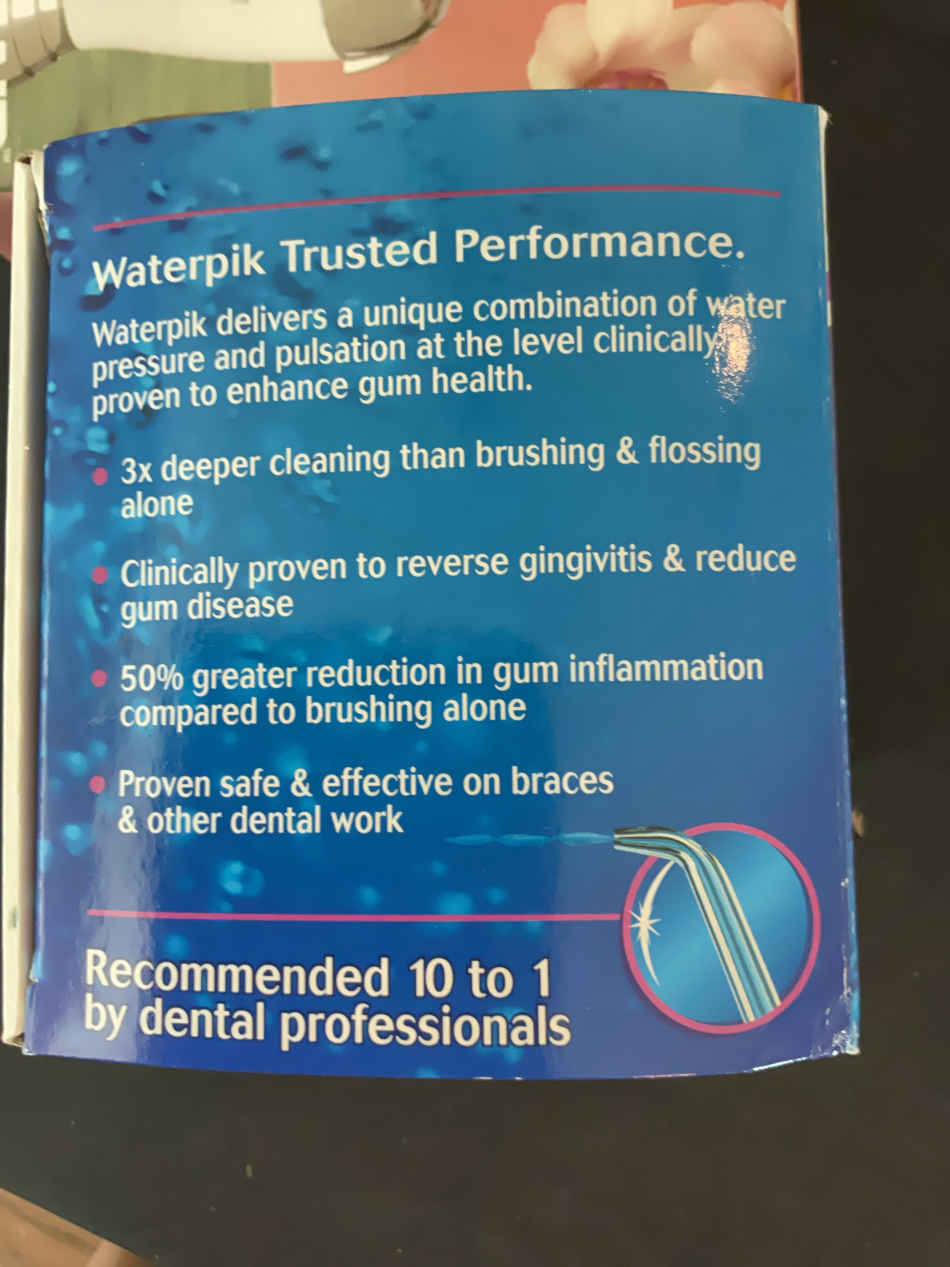 Waterpik Trusted Performance.
Waterpik delivers a unique combination of water
pressure and pulsation at the level clinically
proven to enhance gum health.
3x deeper cleaning than brushing & flossing
alone
Clinically proven to reverse gingivitis & reduce
gum disease
50% greater reduction in gum inflammation
compared to brushing alone
Proven safe & effective on braces
& other dental work
Recommended 10 to 1
by dental professionals